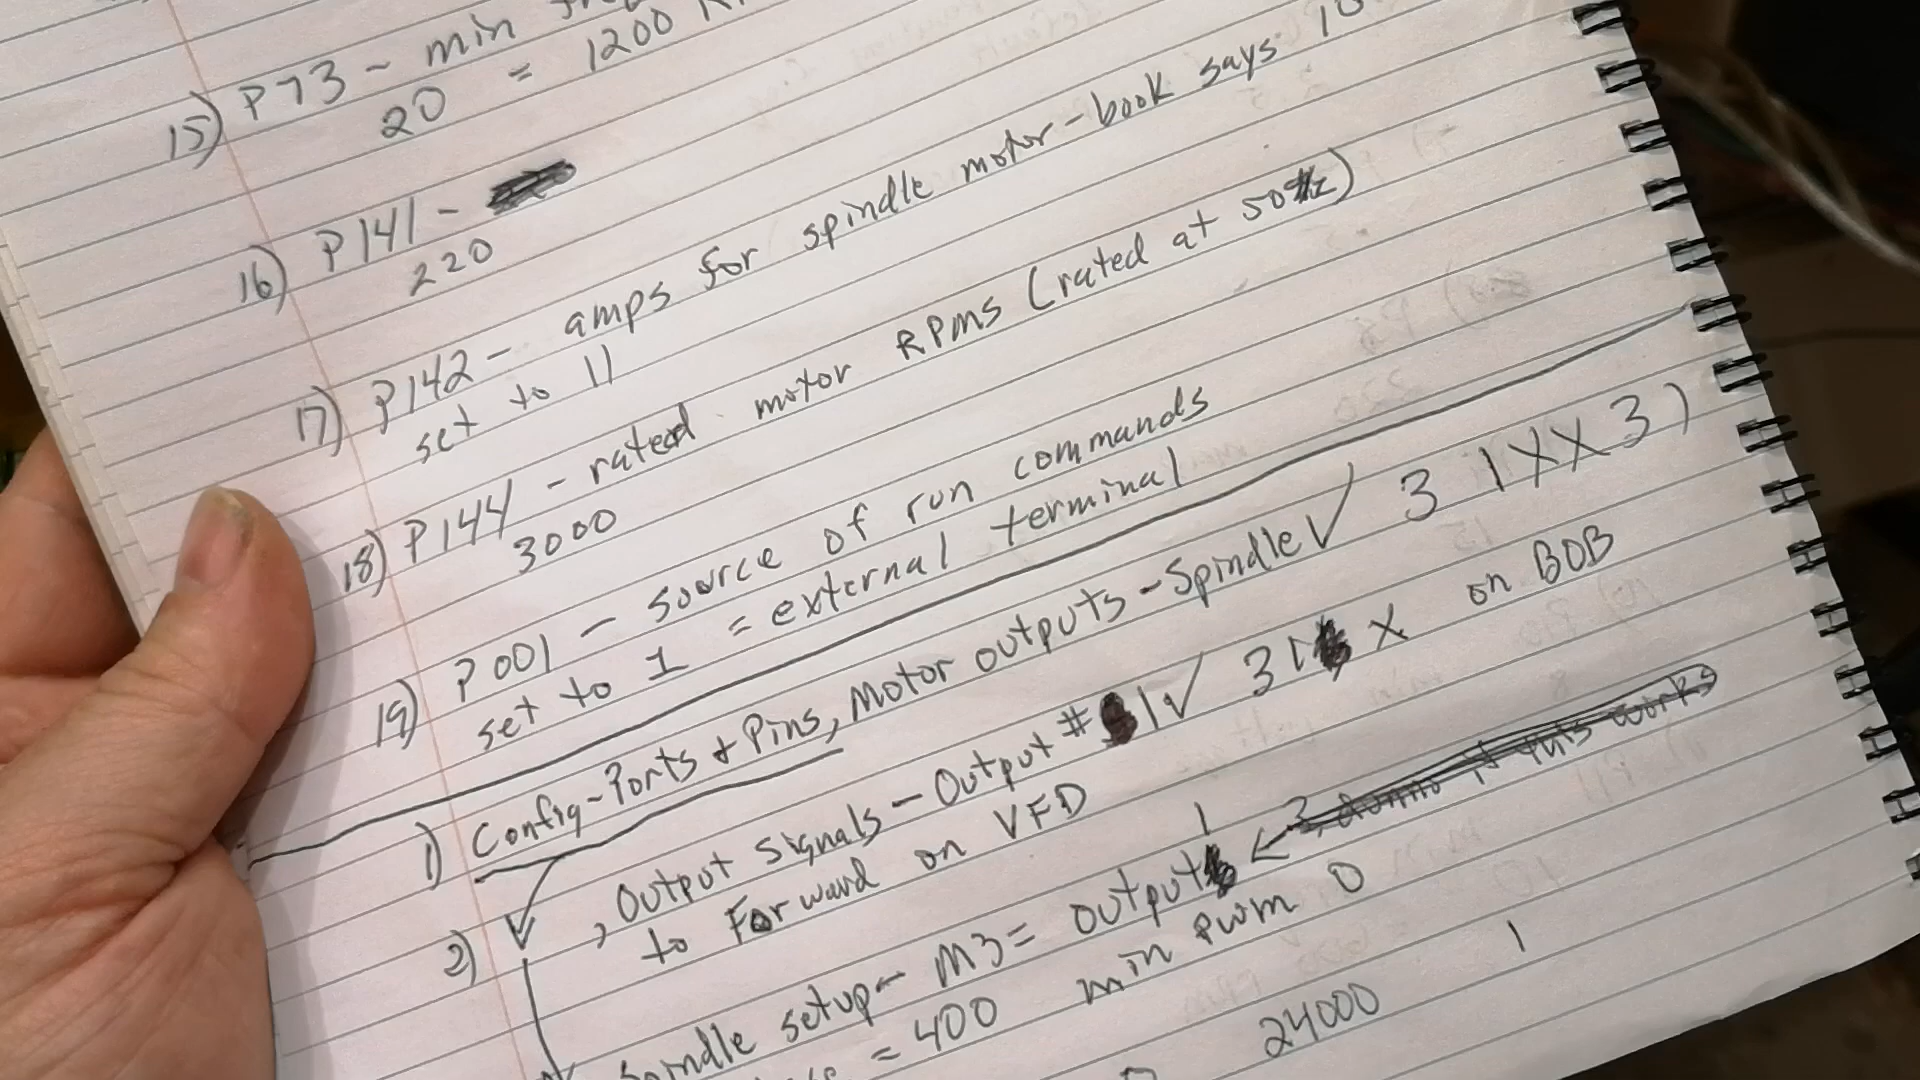 15) P73 - min
20 = 1200
16) P141 -
220
17) P142 - amps for spindle motor - book says 10
set to 11
18) P144 - rated motor RPMs (rated at 50Hz)
3000
19) P001 - source of run commands
set to 1 = external terminal
1) Config - Ports + Pins, Motor outputs - Spindle ✓ 3 1 X X 3)
2) , Output Signals - Output # 1 ✓ 3 1 X on BOB
to Forward on VFD
Spindle setup - M3 = output 1 ←
= 400 min pwm 0
24000 1